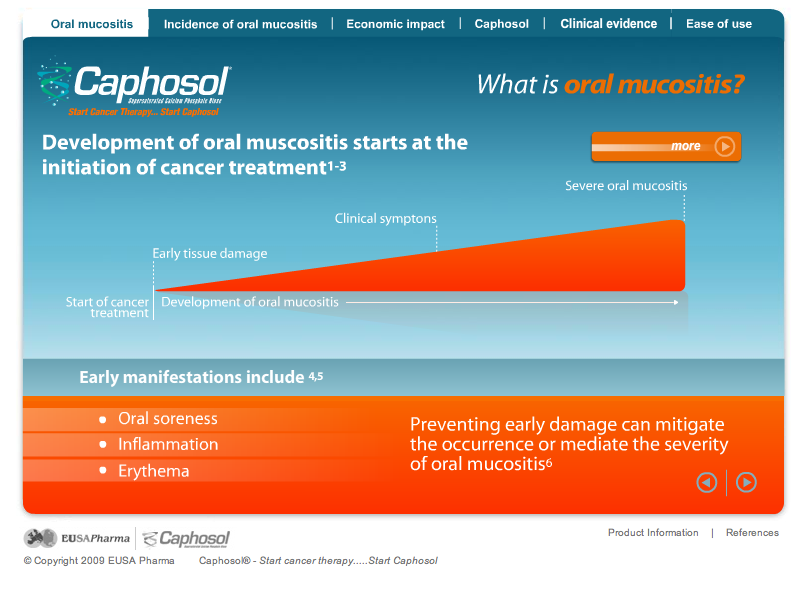 Oral mucositis | Incidence of oral mucositis | Economic impact | Caphosol | Clinical evidence | Ease of use
Caphosol®
Supersaturated Calcium Phosphate Rinse
Start Cancer Therapy... Start Caphosol
What is oral mucositis?
Development of oral muscositis starts at the
initiation of cancer treatment1-3
more
Severe oral mucositis
Clinical symptons
Early tissue damage
Start of cancer
treatment
Development of oral mucositis
Early manifestations include 4,5
• Oral soreness
• Inflammation
• Erythema
Preventing early damage can mitigate
the occurrence or mediate the severity
of oral mucositis6
EUSAPharma | Caphosol
Product Information | References
© Copyright 2009 EUSA Pharma
Caphosol® - Start cancer therapy.....Start Caphosol